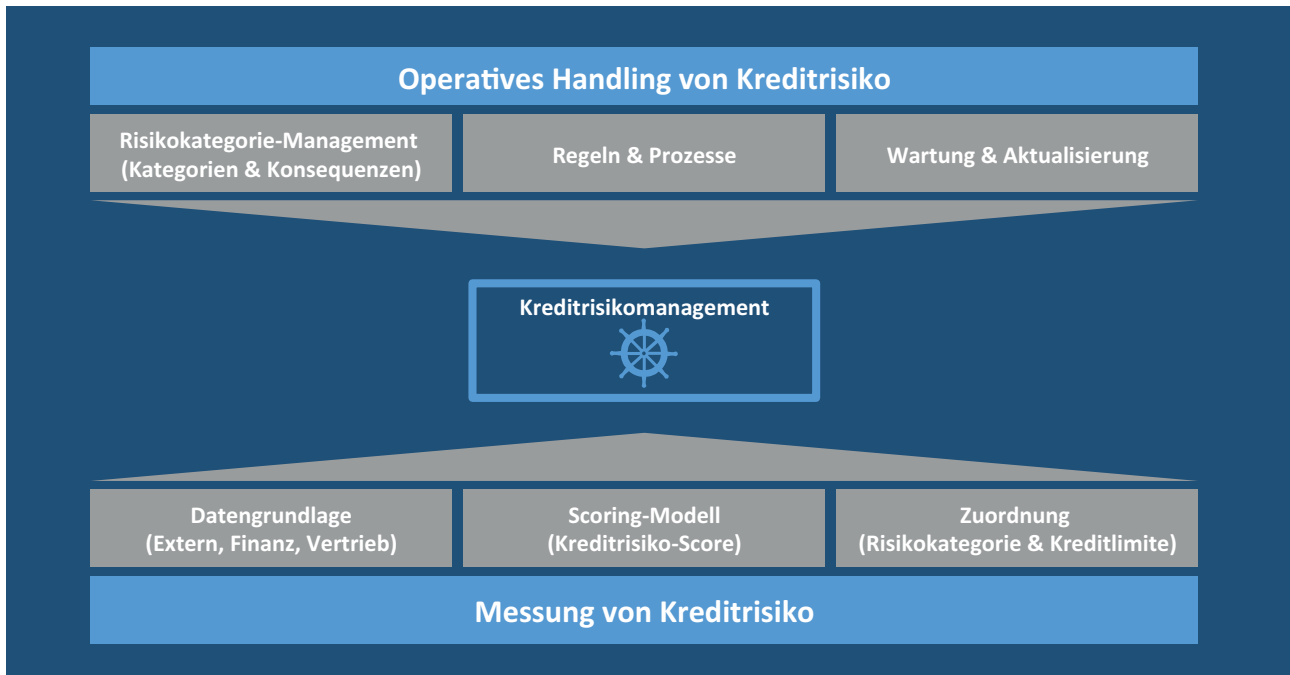 Operatives Handling von Kreditrisiko
Risikokategorie-Management
(Kategorien & Konsequenzen)
Regeln & Prozesse
Wartung & Aktualisierung
Kreditrisikomanagement
Datengrundlage
(Extern, Finanz, Vertrieb)
Scoring-Modell
(Kreditrisiko-Score)
Zuordnung
(Risikokategorie & Kreditlimite)
Messung von Kreditrisiko